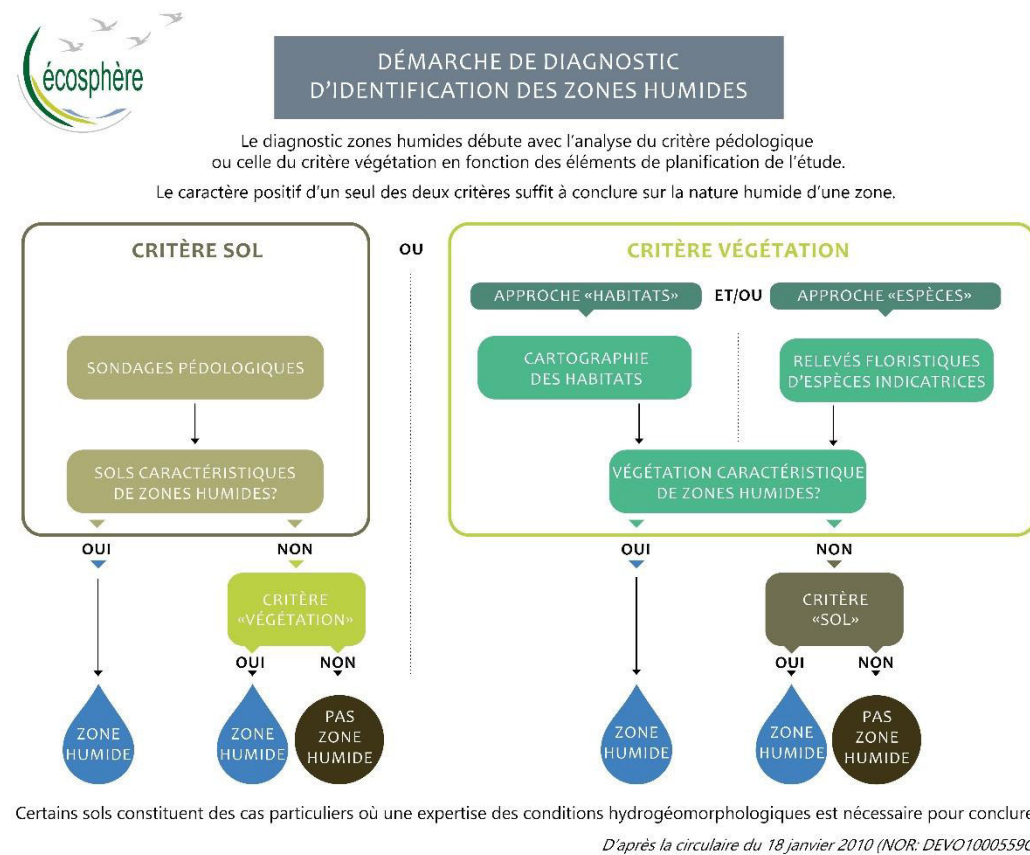 écosphère
DÉMARCHE DE DIAGNOSTIC
D'IDENTIFICATION DES ZONES HUMIDES
Le diagnostic zones humides débute avec l'analyse du critère pédologique
ou celle du critère végétation en fonction des éléments de planification de l'étude.
Le caractère positif d'un seul des deux critères suffit à conclure sur la nature humide d'une zone.
CRITÈRE SOL
SONDAGES PÉDOLOGIQUES
SOLS CARACTÉRISTIQUES
DE ZONES HUMIDES?
OUI
NON
CRITÈRE
«VÉGÉTATION»
OUI
NON
ZONE
HUMIDE
ZONE
HUMIDE
PAS
ZONE
HUMIDE
OU
CRITÈRE VÉGÉTATION
APPROCHE «HABITATS»
ET/OU
APPROCHE «ESPÈCES»
CARTOGRAPHIE
DES HABITATS
RELEVÉS FLORISTIQUES
D'ESPÈCES INDICATRICES
VÉGÉTATION CARACTÉRISTIQUE
DE ZONES HUMIDES?
OUI
NON
CRITÈRE
«SOL»
OUI
NON
ZONE
HUMIDE
ZONE
HUMIDE
PAS
ZONE
HUMIDE
Certains sols constituent des cas particuliers où une expertise des conditions hydrogéomorphologiques est nécessaire pour conclure
D'après la circulaire du 18 janvier 2010 (NOR: DEVO1000559